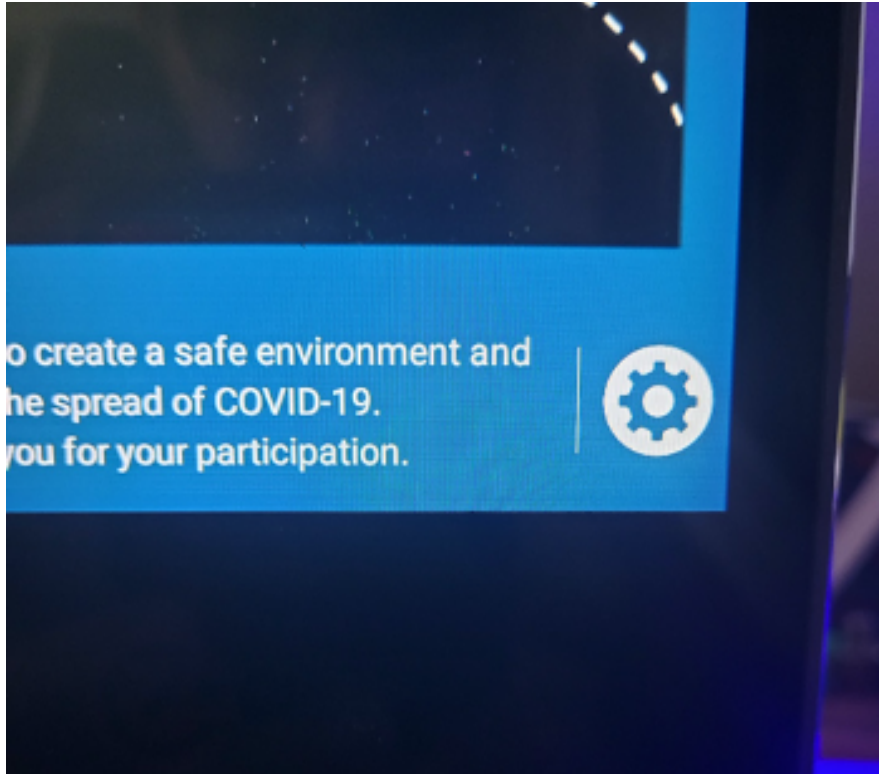 o create a safe environment and
he spread of COVID-19.
you for your participation.